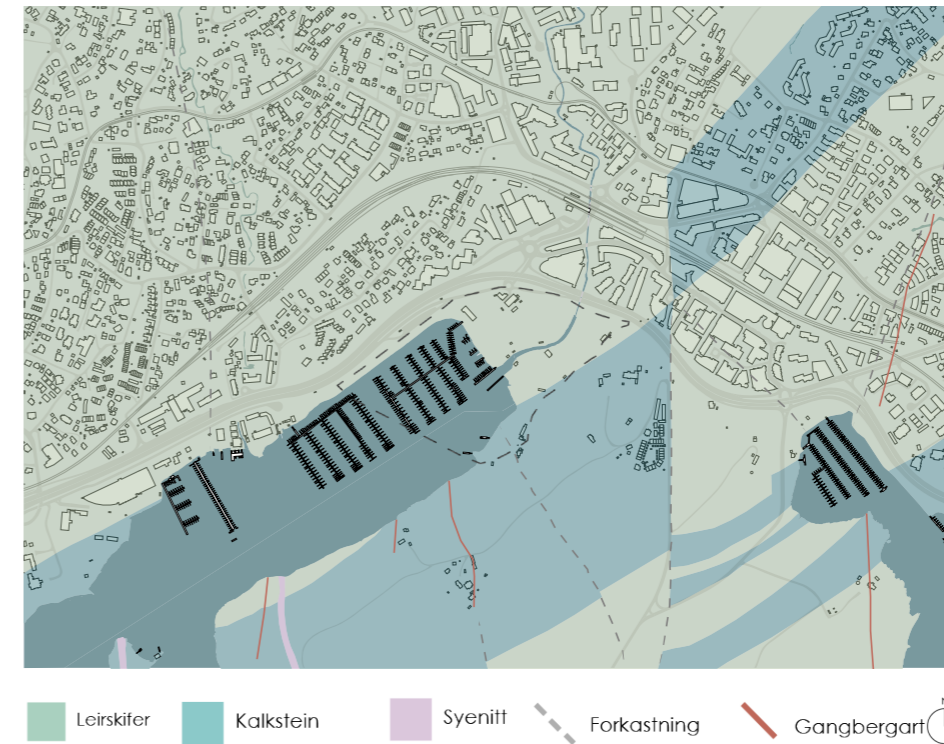 Leirskifer
Kalkstein
Syenitt
Forkastning
Gangbergart